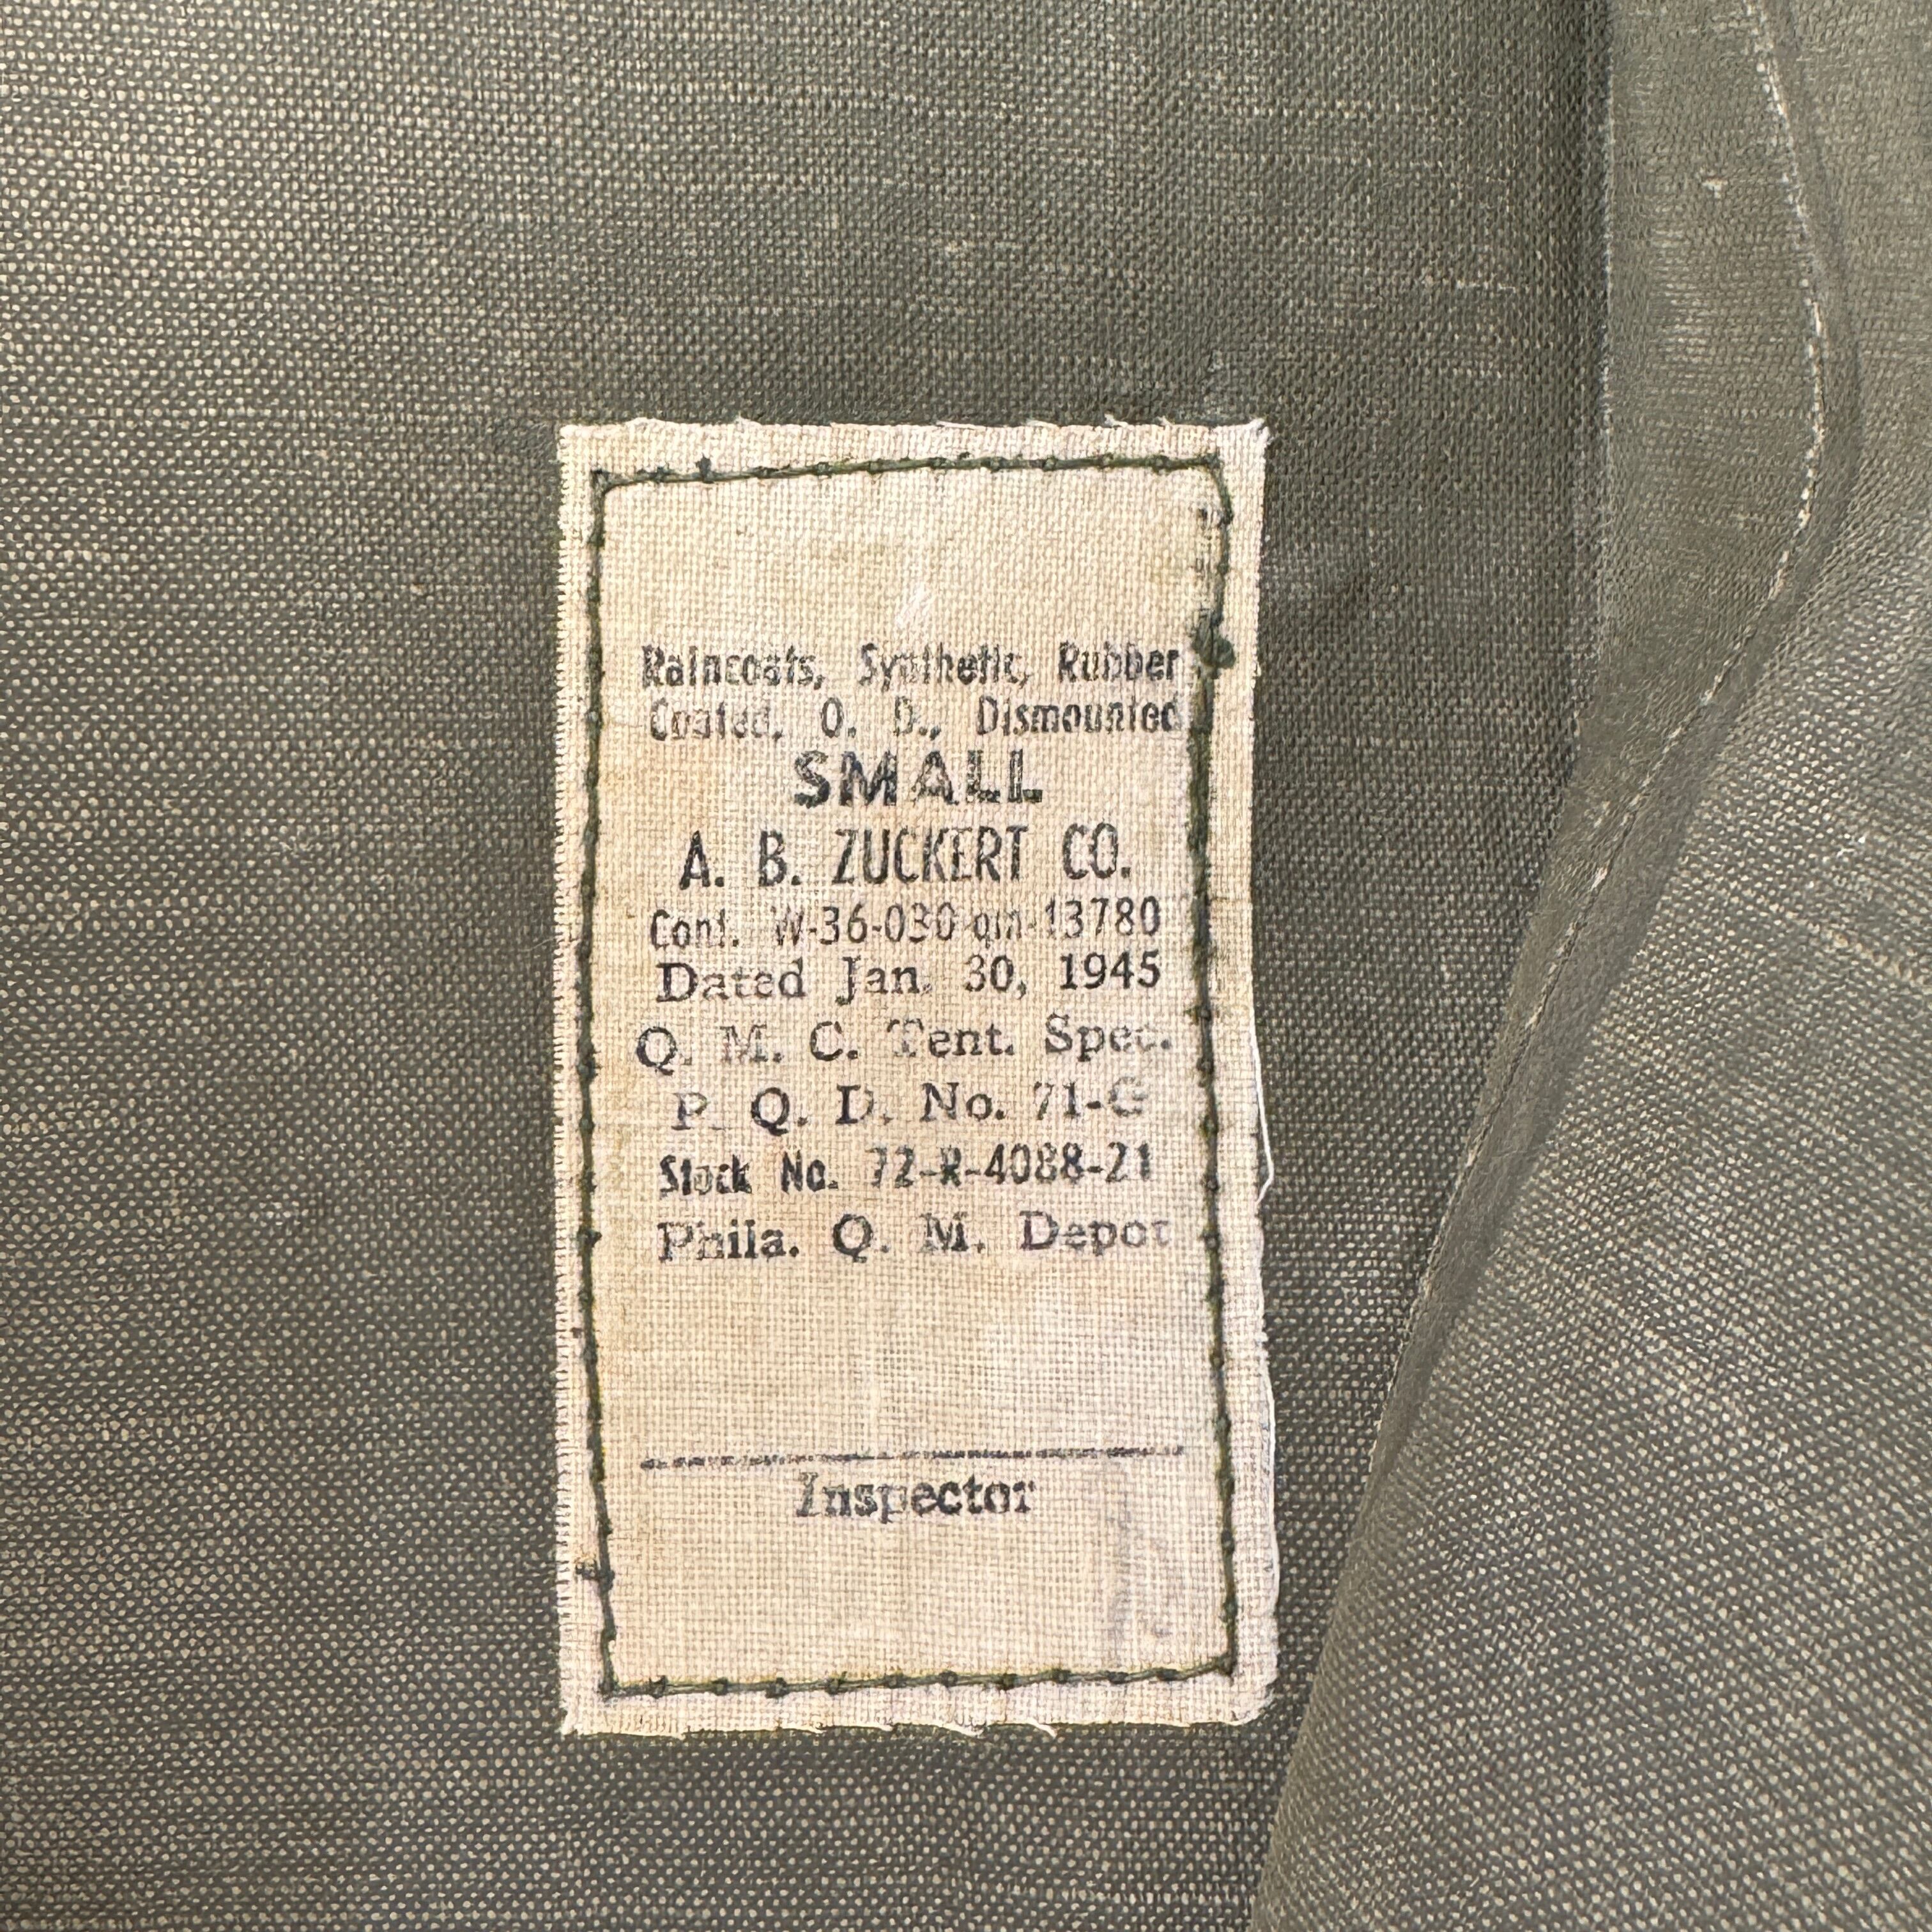 Raincoats, Synthetic, Rubber
Coated, O. D., Dismounted
SMALL
A. B. ZUCKERT CO.
Cont. W-36-030-qm-13780
Dated Jan. 30, 1945
Q. M. C. Tent. Spec.
P. Q. D. No. 71-G
Stock No. 72-R-4088-21
Phila. Q. M. Depot
Inspector